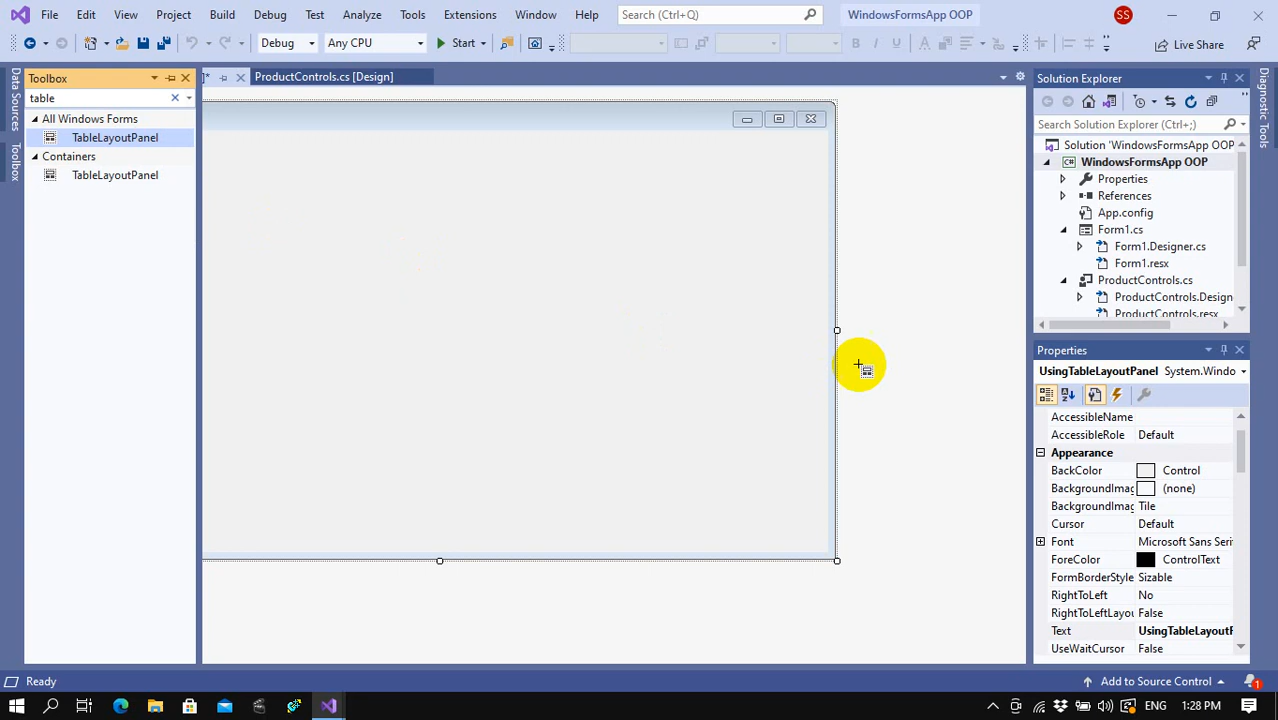 File Edit View Project Build Debug Test Analyze Tools Extensions Window Help Search (Ctrl+Q) WindowsFormsApp OOP SS
Debug Any CPU Start Live Share
Toolbox
]* ProductControls.cs [Design]
Solution Explorer
table
Search Solution Explorer (Ctrl+;)
All Windows Forms
TableLayoutPanel
Containers
TableLayoutPanel
Data Sources
Toolbox
Diagnostic Tools
Solution 'WindowsFormsApp OOP
C# WindowsFormsApp OOP
Properties
References
App.config
Form1.cs
Form1.Designer.cs
Form1.resx
ProductControls.cs
ProductControls.Design
ProductControls.resx
Properties
UsingTableLayoutPanel System.Windo
AccessibleName
AccessibleRole Default
Appearance
BackColor Control
BackgroundImag (none)
BackgroundImag Tile
Cursor Default
Font Microsoft Sans Seri
ForeColor ControlText
FormBorderStyle Sizable
RightToLeft No
RightToLeftLayou False
Text UsingTableLayoutP
UseWaitCursor False
Ready Add to Source Control 1
ENG 1:28 PM